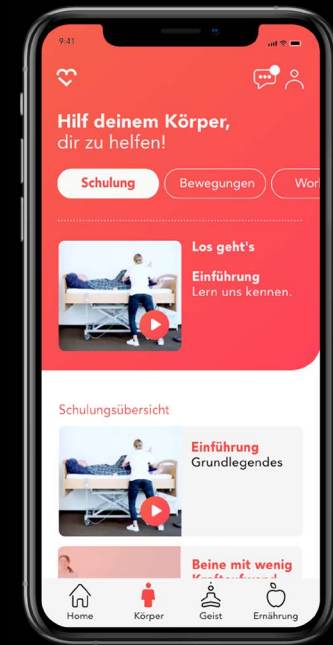 9:41
Hilf deinem Körper,
dir zu helfen!
Schulung
Bewegungen
Los geht's
Einführung
Lern uns kennen.
Schulungsübersicht
Einführung
Grundlegendes
Beine mit wenig
Kraftaufwand
Home
Körper
Geist
Ernährung